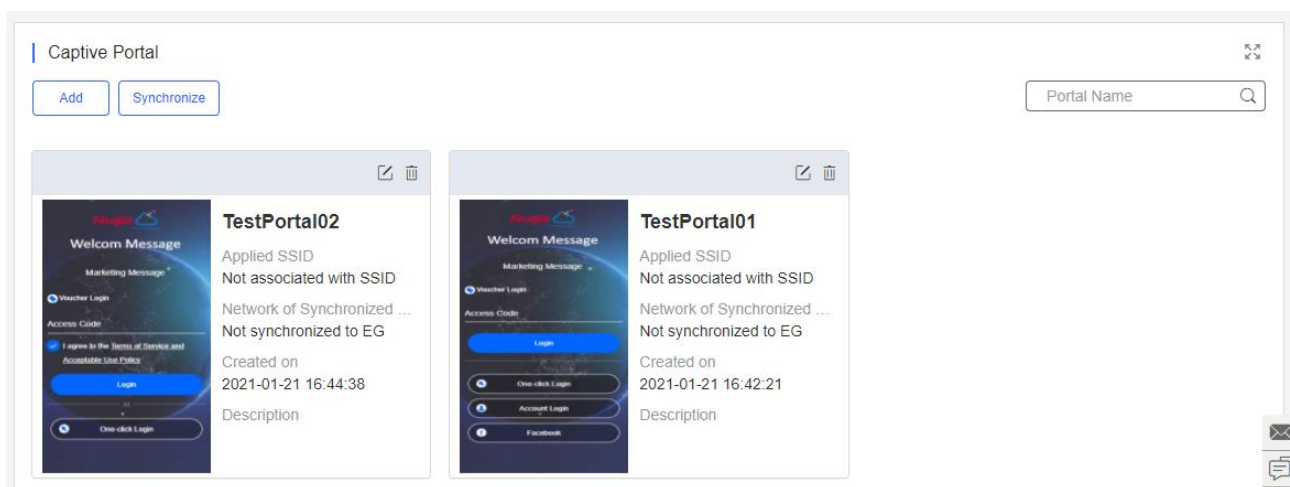 Captive Portal
Add
Synchronize
Portal Name
TestPortal02
Applied SSID
Not associated with SSID
Network of Synchronized ...
Not synchronized to EG
Created on
2021-01-21 16:44:38
Description
Welcom Message
Marketing Message
Voucher Login
Access Code
I agree to the Terms of Service and
Acceptable Use Policy
Login
or
One-click Login
TestPortal01
Applied SSID
Not associated with SSID
Network of Synchronized ...
Not synchronized to EG
Created on
2021-01-21 16:42:21
Description
Welcom Message
Marketing Message
Voucher Login
Access Code
Login
One-click Login
Account Login
Facebook